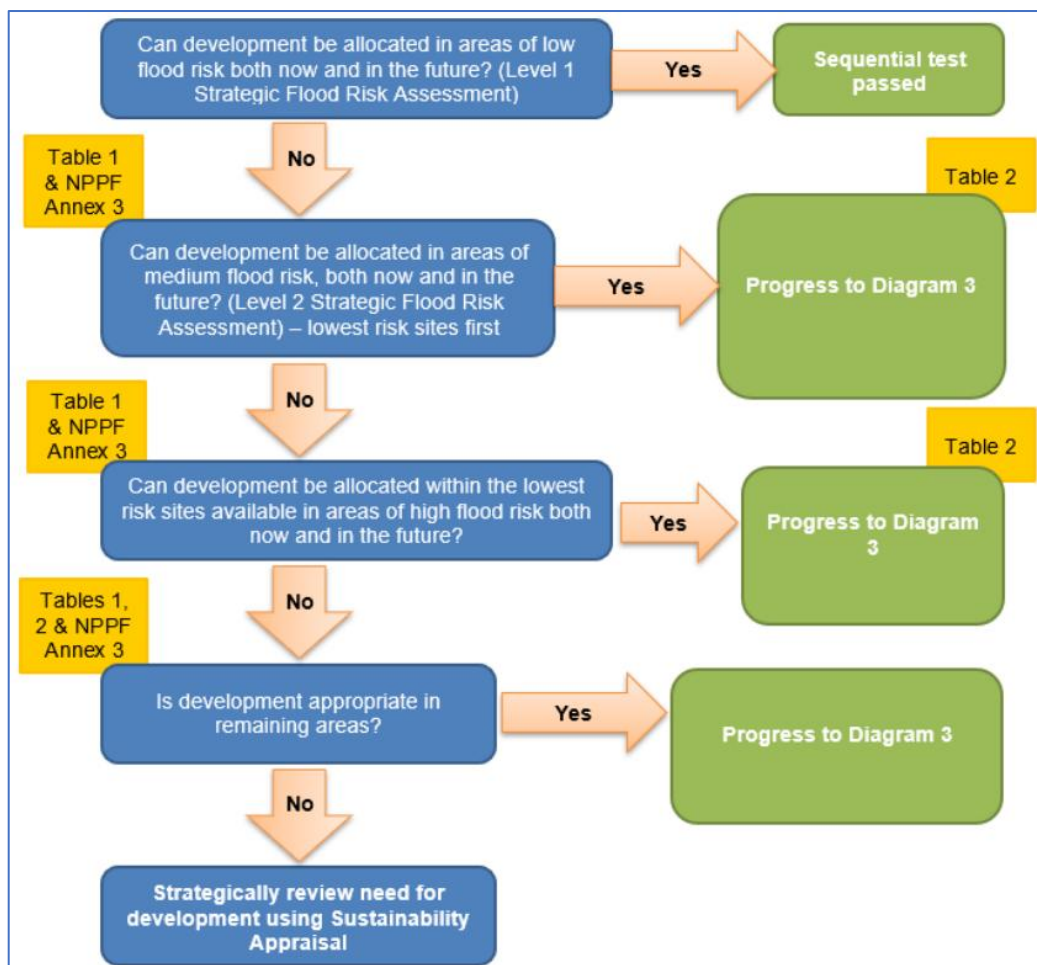 Can development be allocated in areas of low
flood risk both now and in the future? (Level 1
Strategic Flood Risk Assessment)
Yes
Sequential test
passed
No
Table 1
& NPPF
Annex 3
Table 2
Can development be allocated in areas of
medium flood risk, both now and in the
future? (Level 2 Strategic Flood Risk
Assessment) – lowest risk sites first
Yes
Progress to Diagram 3
No
Table 1
& NPPF
Annex 3
Table 2
Can development be allocated within the lowest
risk sites available in areas of high flood risk both
now and in the future?
Yes
Progress to Diagram
3
No
Tables 1,
2 & NPPF
Annex 3
Is development appropriate in
remaining areas?
Yes
Progress to Diagram 3
No
Strategically review need for
development using Sustainability
Appraisal